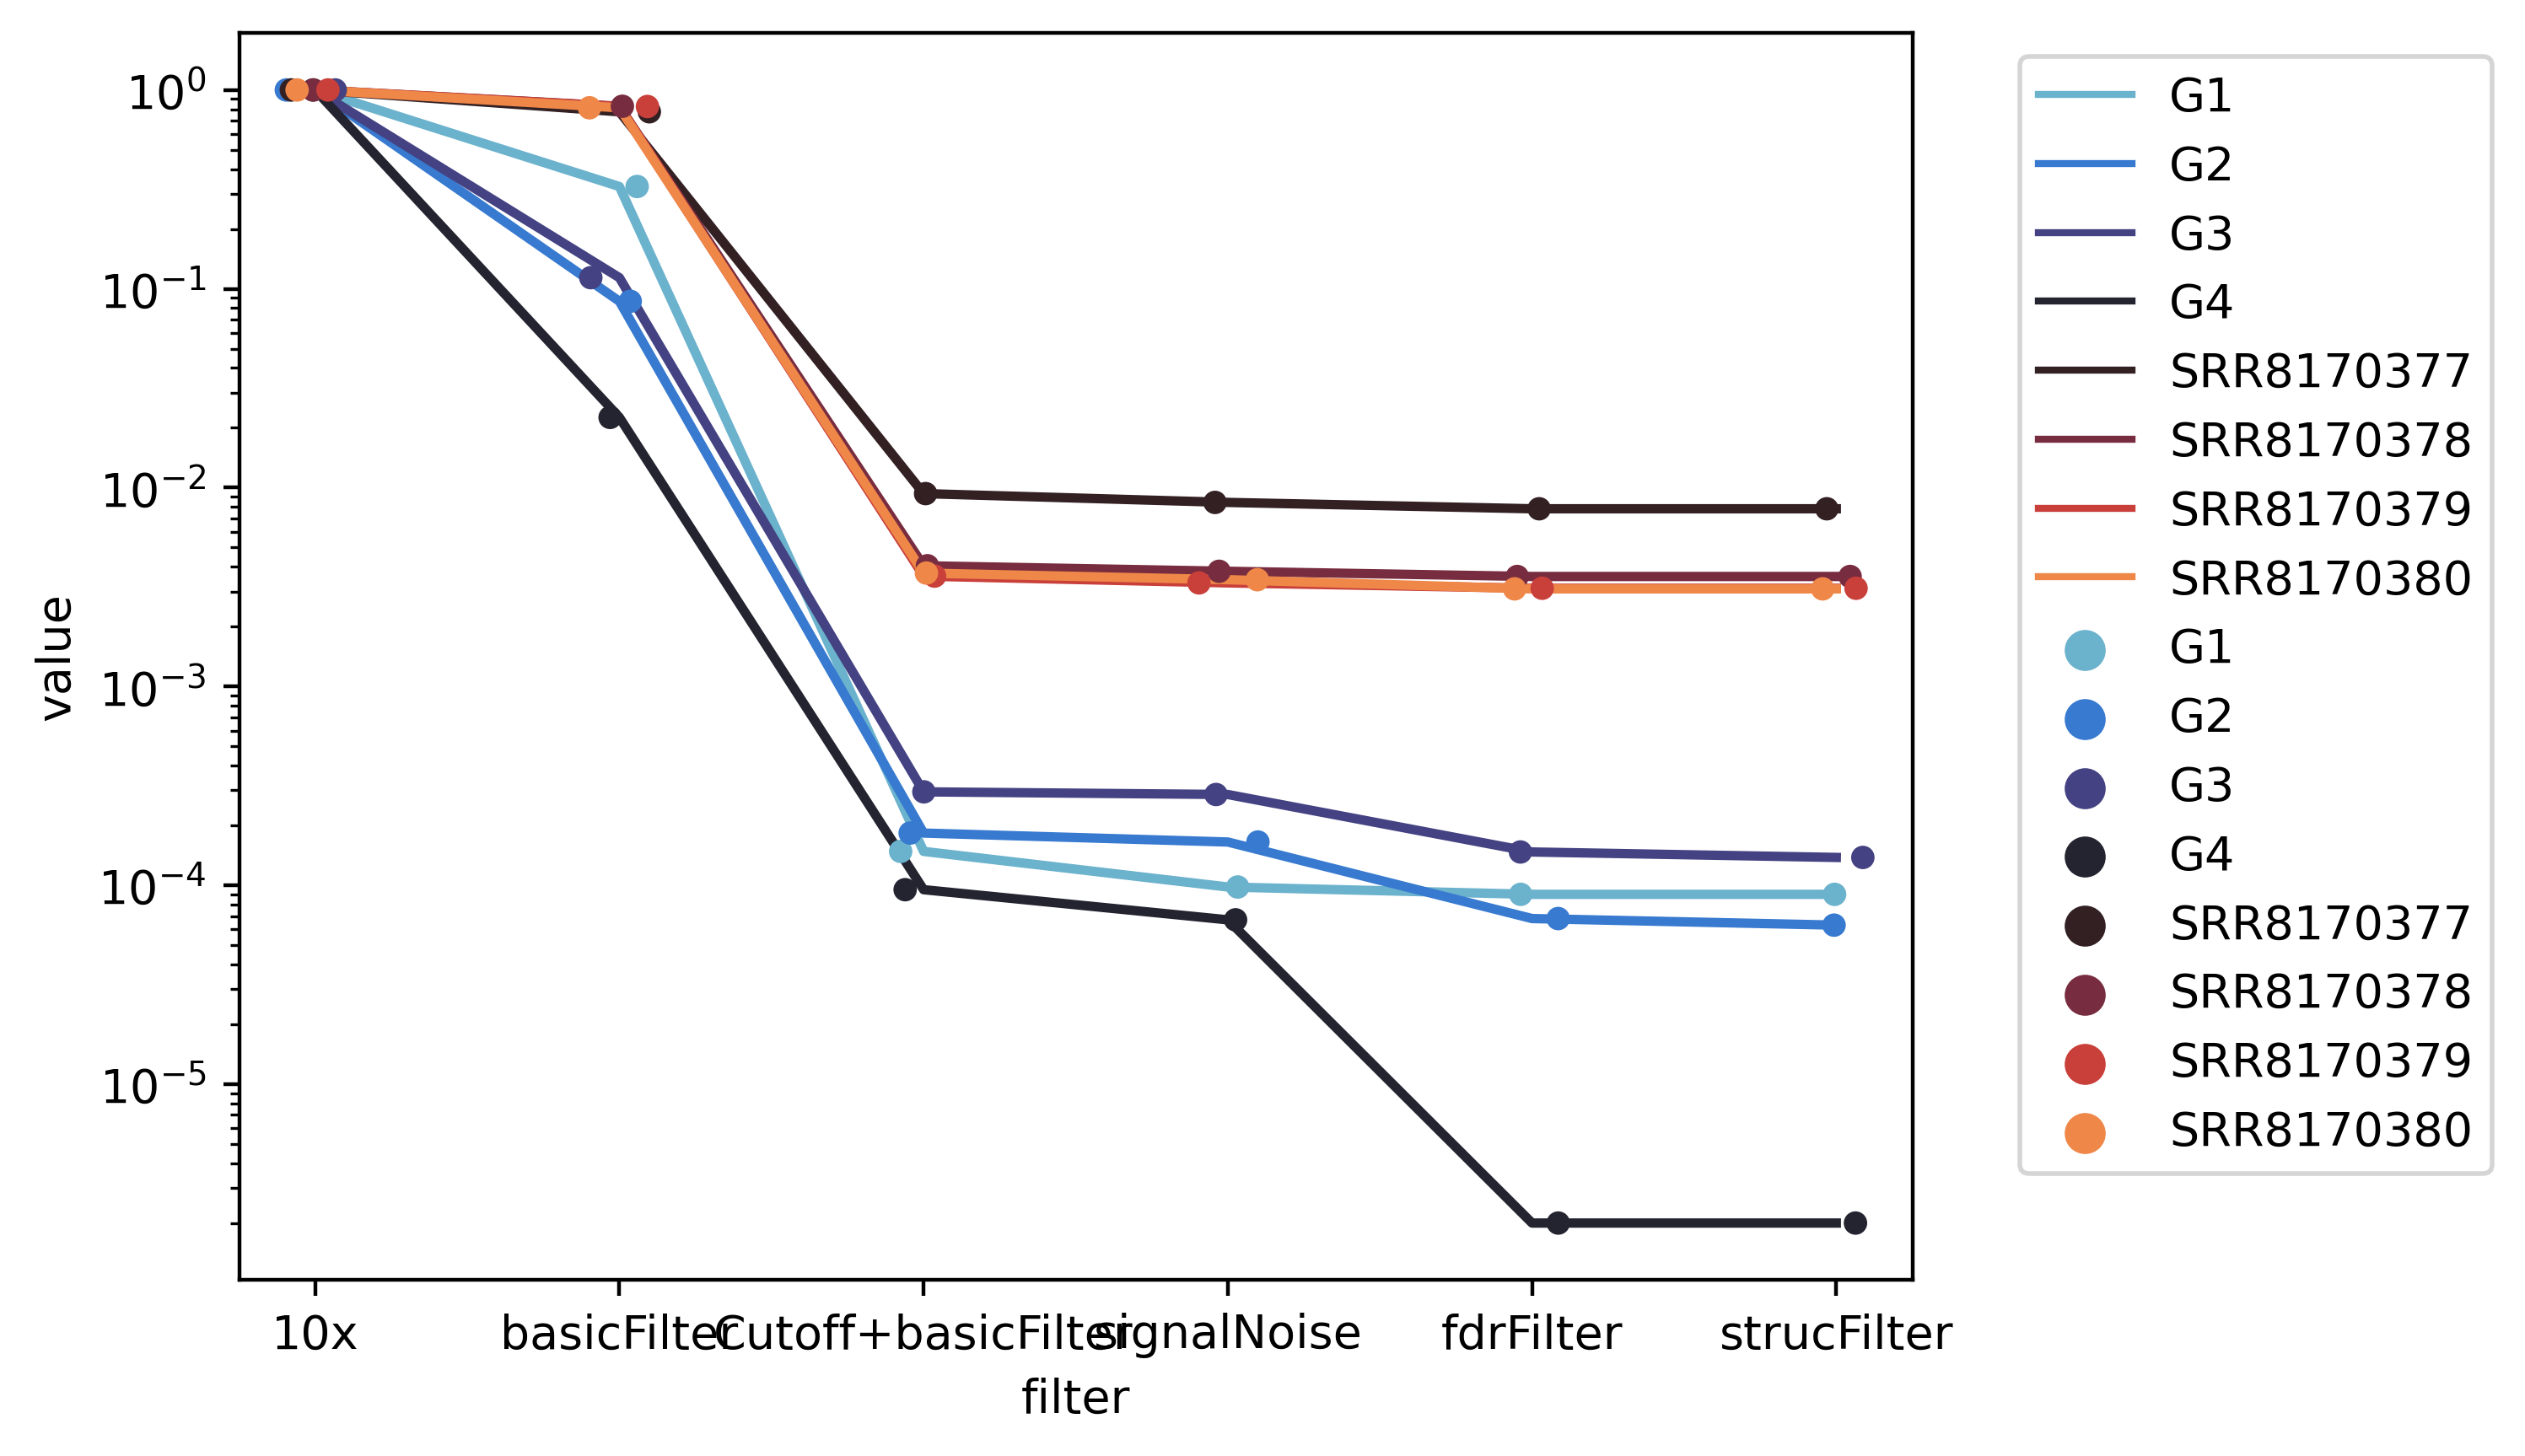 10⁰
10⁻¹
10⁻²
10⁻³
10⁻⁴
10⁻⁵
value
10x
basicFilter
Cutoff+basicFilter
signalNoise
fdrFilter
strucFilter
filter
G1
G2
G3
G4
SRR8170377
SRR8170378
SRR8170379
SRR8170380
G1
G2
G3
G4
SRR8170377
SRR8170378
SRR8170379
SRR8170380